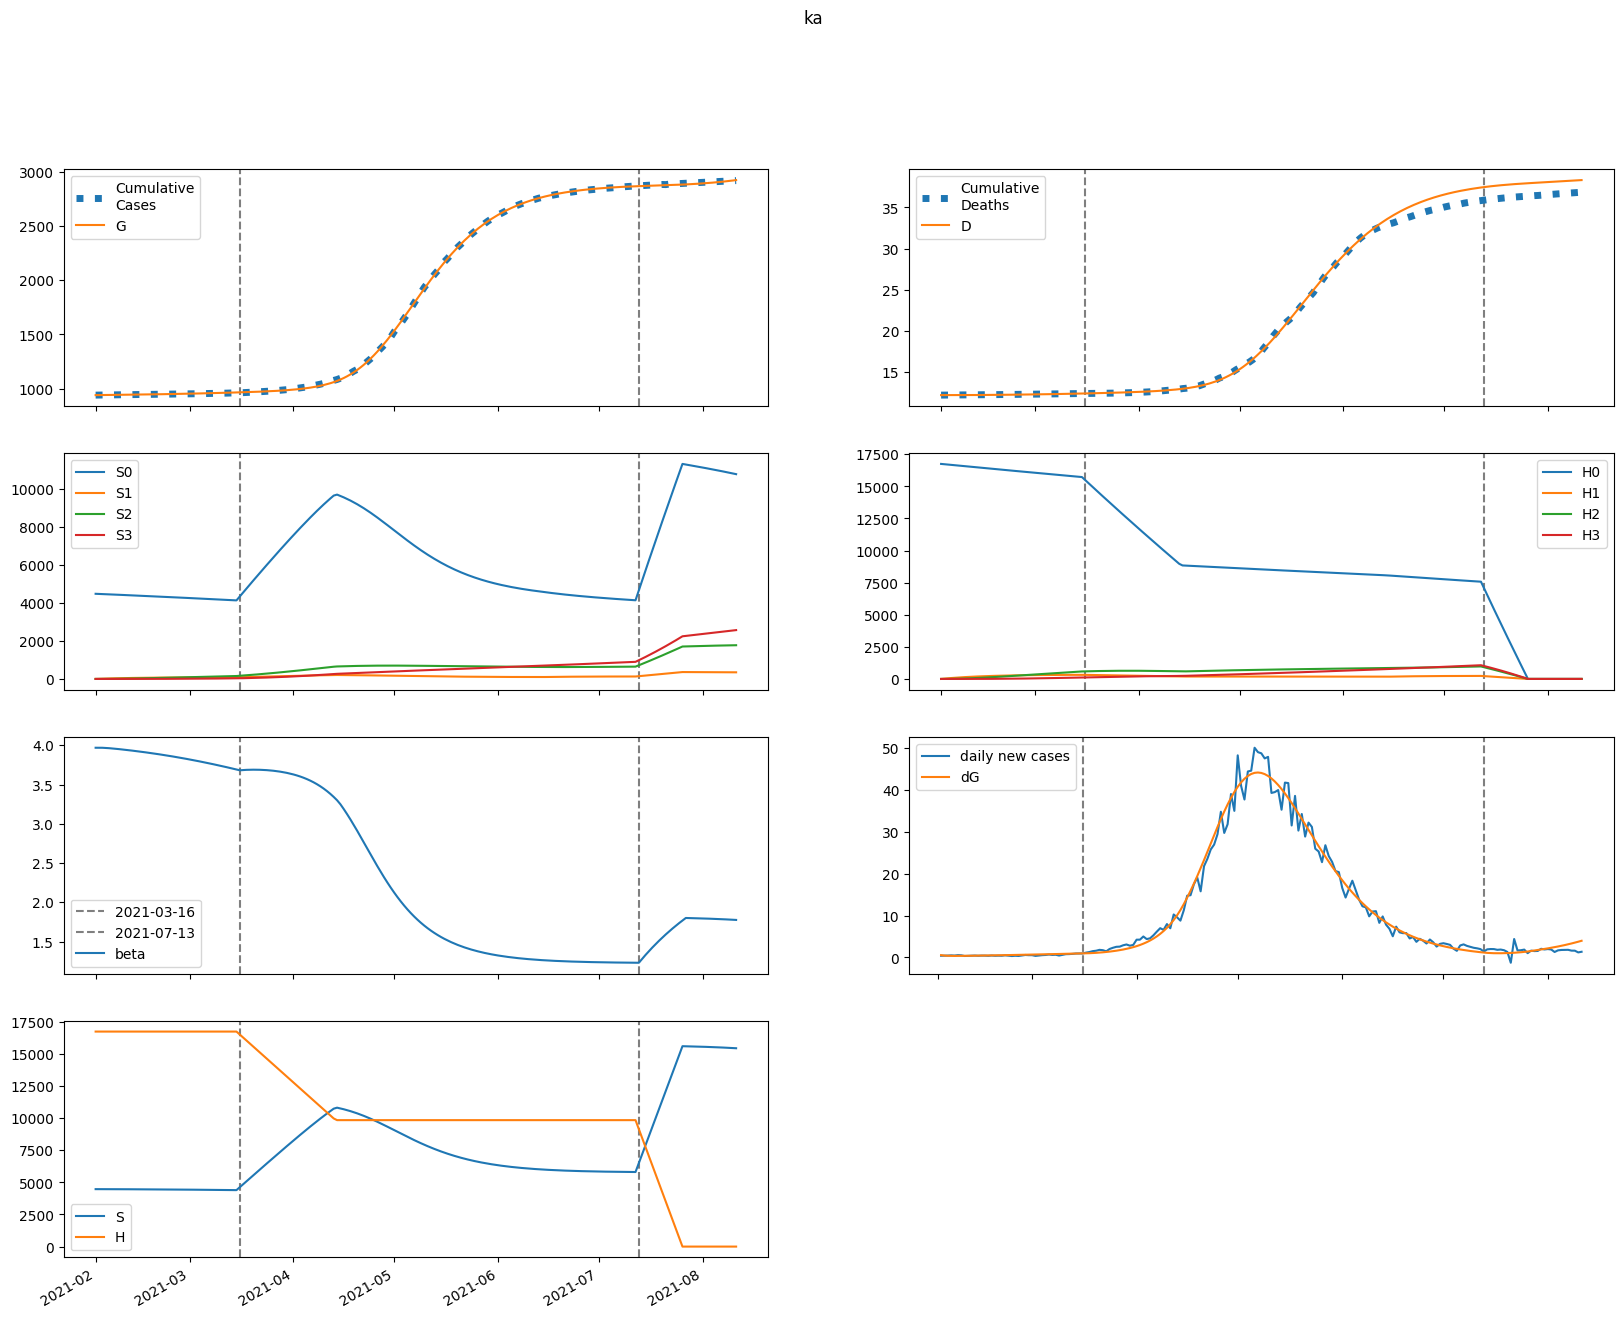 ka
3000
2500
2000
1500
1000
Cumulative
Cases
G
35
30
25
20
15
Cumulative
Deaths
D
10000
8000
6000
4000
2000
0
S0
S1
S2
S3
17500
15000
12500
10000
7500
5000
2500
0
H0
H1
H2
H3
4.0
3.5
3.0
2.5
2.0
1.5
2021-03-16
2021-07-13
beta
50
40
30
20
10
0
daily new cases
dG
17500
15000
12500
10000
7500
5000
2500
0
S
H
2021-02
2021-03
2021-04
2021-05
2021-06
2021-07
2021-08